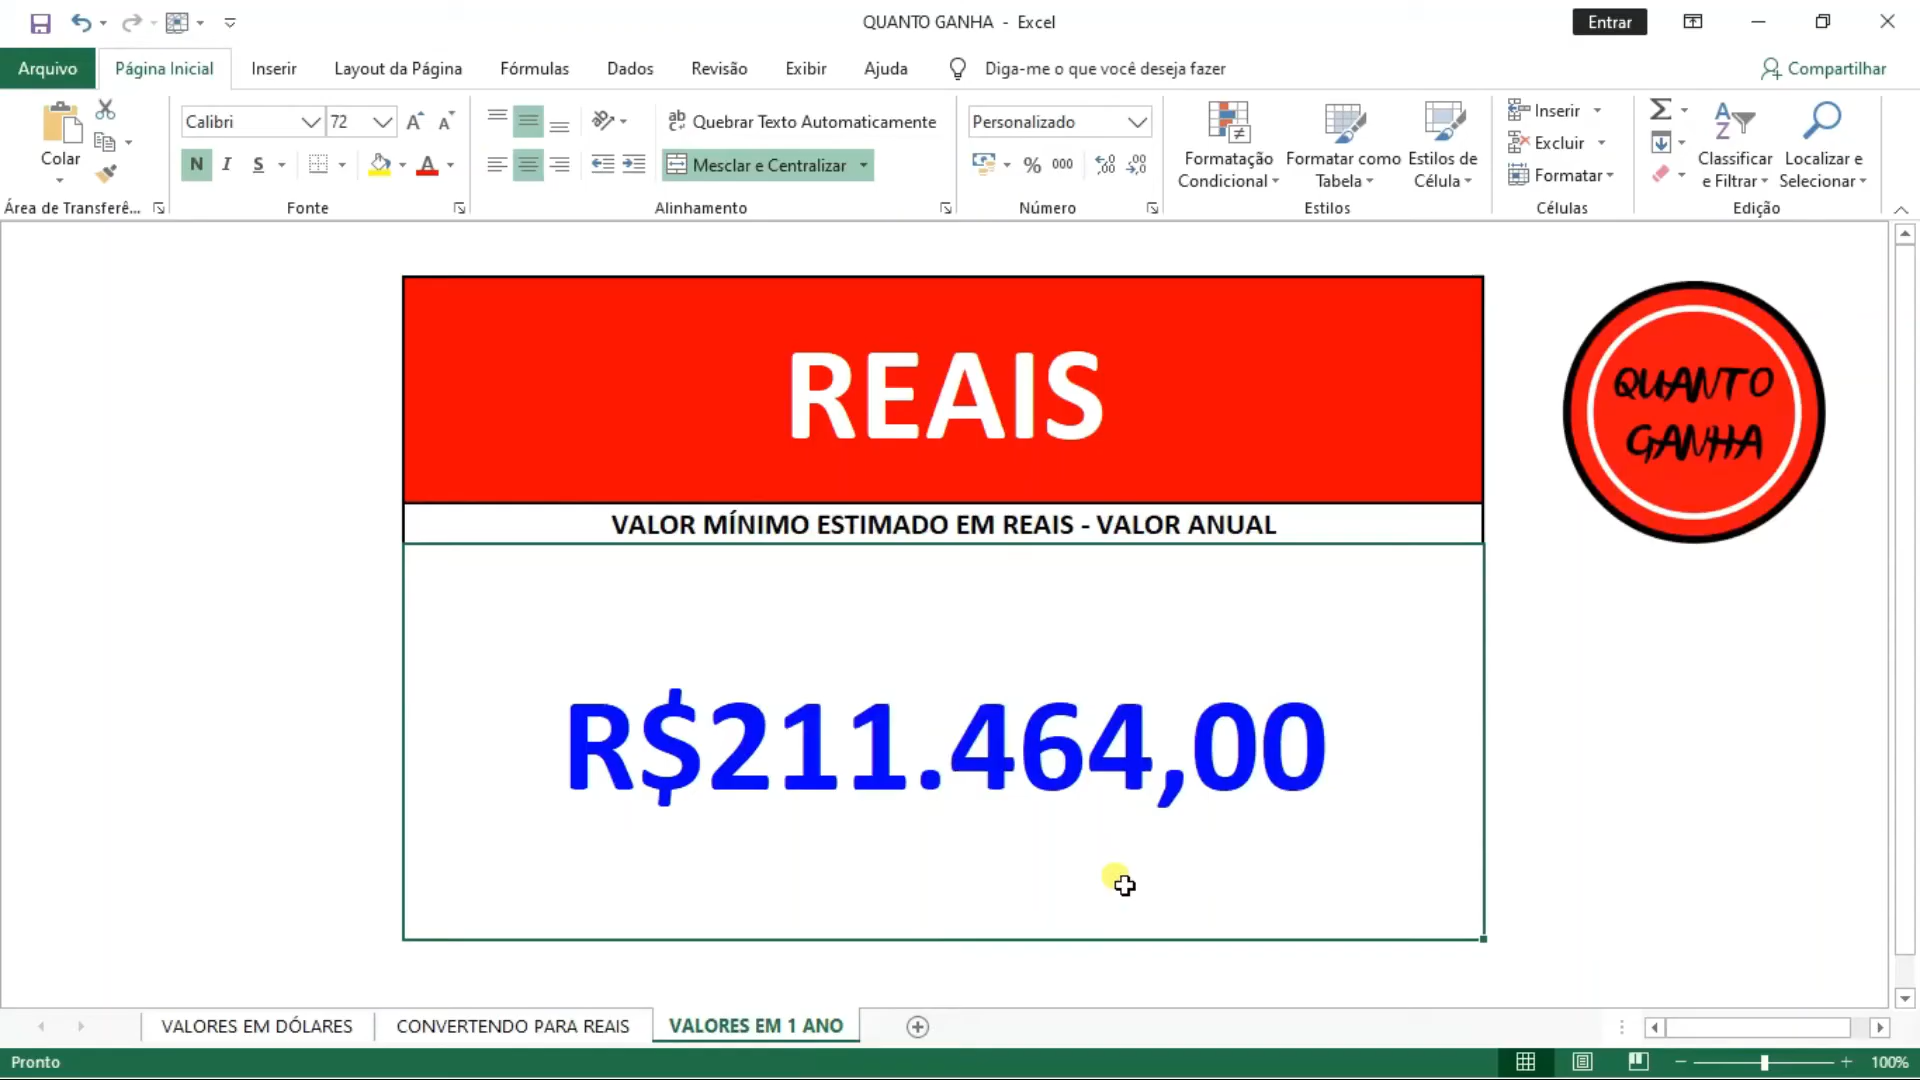 QUANTO GANHA - Excel
Entrar
Arquivo Página Inicial Inserir Layout da Página Fórmulas Dados Revisão Exibir Ajuda Diga-me o que você deseja fazer Compartilhar
Colar
Área de Transferê...
Calibri 72
N I S
Fonte
Quebrar Texto Automaticamente
Mesclar e Centralizar
Alinhamento
Personalizado
% 000
Número
Formatação Condicional
Formatar como Tabela
Estilos de Célula
Estilos
Inserir
Excluir
Formatar
Células
Classificar e Filtrar
Localizar e Selecionar
Edição
REAIS
VALOR MÍNIMO ESTIMADO EM REAIS - VALOR ANUAL
R$211.464,00
QUANTO
GANHA
VALORES EM DÓLARES CONVERTENDO PARA REAIS VALORES EM 1 ANO
Pronto
100%